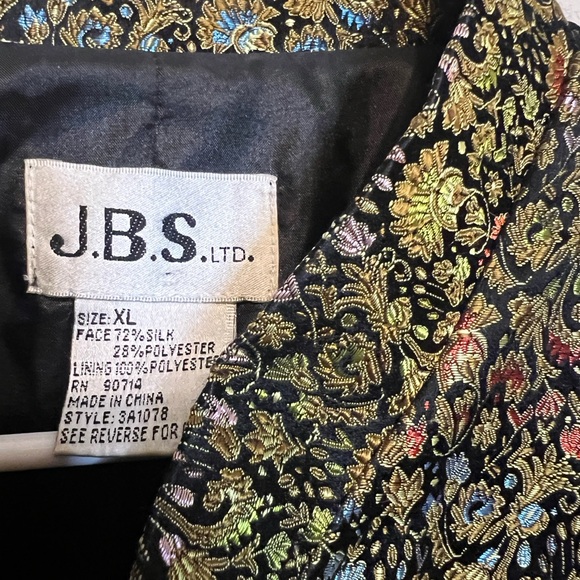 J.B.S.LTD.
SIZE: XL
FACE 72% SILK
28% POLYESTER
LINING 100% POLYESTER
RN 90714
MADE IN CHINA
STYLE: 3A1078
SEE REVERSE FOR